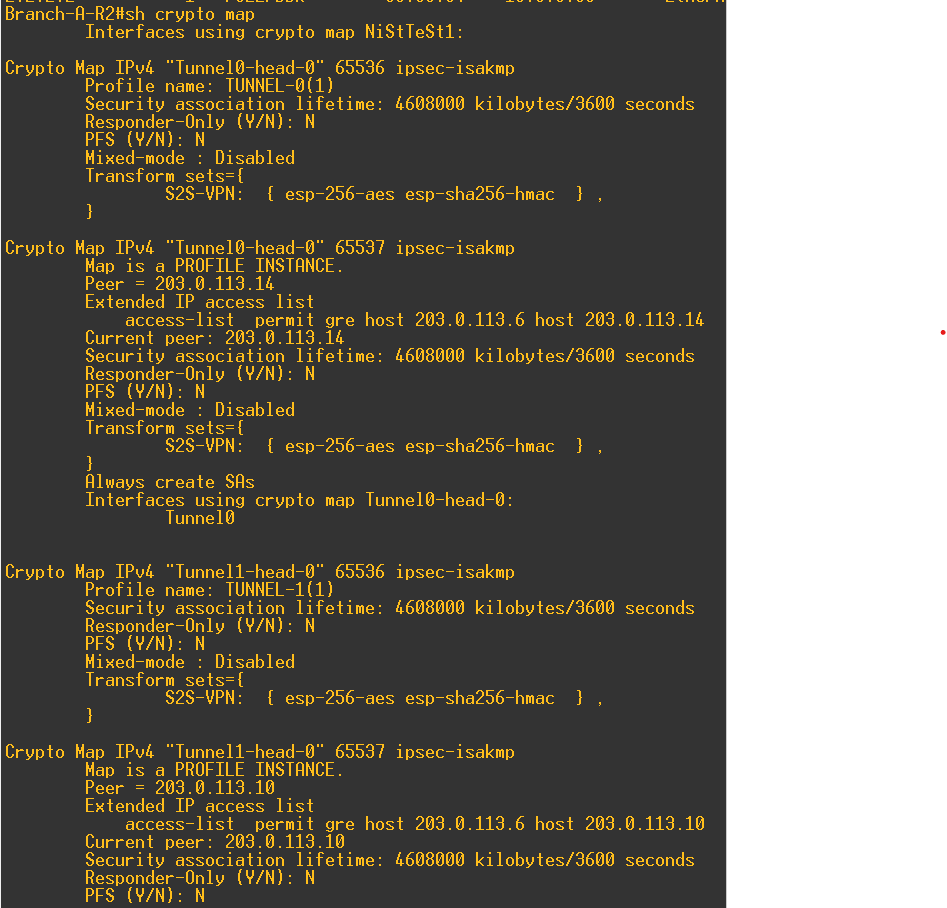 Branch-A-R2#sh crypto map
        Interfaces using crypto map NiStTeSt1:

Crypto Map IPv4 "Tunnel0-head-0" 65536 ipsec-isakmp
        Profile name: TUNNEL-0(1)
        Security association lifetime: 4608000 kilobytes/3600 seconds
        Responder-Only (Y/N): N
        PFS (Y/N): N
        Mixed-mode : Disabled
        Transform sets={
                S2S-VPN:  { esp-256-aes esp-sha256-hmac  } ,
        }

Crypto Map IPv4 "Tunnel0-head-0" 65537 ipsec-isakmp
        Map is a PROFILE INSTANCE.
        Peer = 203.0.113.14
        Extended IP access list
            access-list  permit gre host 203.0.113.6 host 203.0.113.14
        Current peer: 203.0.113.14
        Security association lifetime: 4608000 kilobytes/3600 seconds
        Responder-Only (Y/N): N
        PFS (Y/N): N
        Mixed-mode : Disabled
        Transform sets={
                S2S-VPN:  { esp-256-aes esp-sha256-hmac  } ,
        }
        Always create SAs
        Interfaces using crypto map Tunnel0-head-0:
                Tunnel0

Crypto Map IPv4 "Tunnel1-head-0" 65536 ipsec-isakmp
        Profile name: TUNNEL-1(1)
        Security association lifetime: 4608000 kilobytes/3600 seconds
        Responder-Only (Y/N): N
        PFS (Y/N): N
        Mixed-mode : Disabled
        Transform sets={
                S2S-VPN:  { esp-256-aes esp-sha256-hmac  } ,
        }

Crypto Map IPv4 "Tunnel1-head-0" 65537 ipsec-isakmp
        Map is a PROFILE INSTANCE.
        Peer = 203.0.113.10
        Extended IP access list
            access-list  permit gre host 203.0.113.6 host 203.0.113.10
        Current peer: 203.0.113.10
        Security association lifetime: 4608000 kilobytes/3600 seconds
        Responder-Only (Y/N): N
        PFS (Y/N): N